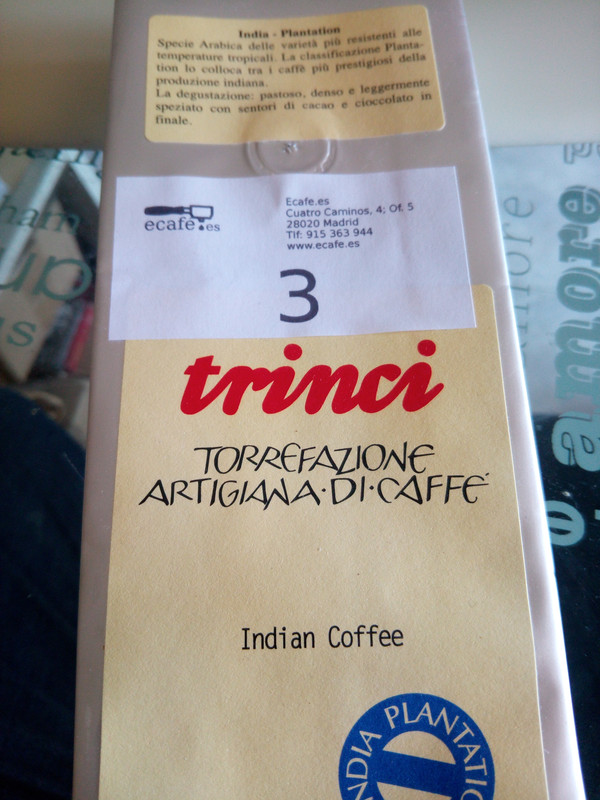 India - Plantation
Specie Arabica delle varietà più resistenti alle
temperature tropicali. La classificazione Planta-
tion lo colloca tra i caffè più prestigiosi della
produzione indiana.
La degustazione: pastoso, denso e leggermente
speziato con sentori di cacao e cioccolato in
finale.
ecafe.es
Ecafe.es
Cuatro Caminos, 4; Of. 5
28020 Madrid
Tlf: 915 363 944
www.ecafe.es
3
trinci
TORREFAZIONE
ARTIGIANA·DI·CAFFE'
Indian Coffee
INDIA PLANTATIO
ham
up
us